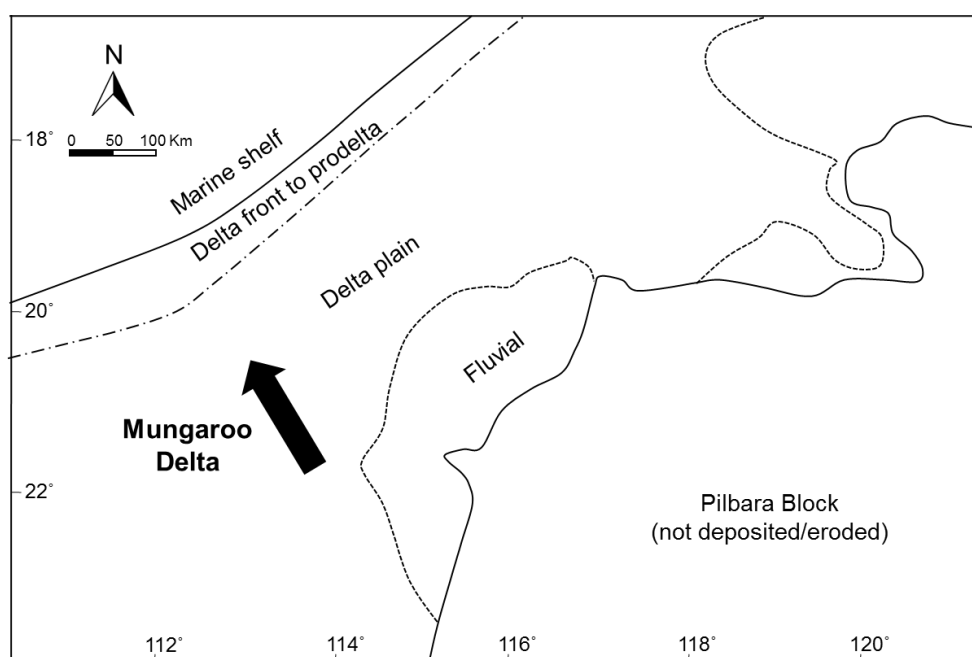 N
0 50 100 Km
18°
Marine shelf
Delta front to prodelta
Delta plain
20°
Fluvial
Mungaroo
Delta
22°
Pilbara Block
(not deposited/eroded)
112° 114° 116° 118° 120°